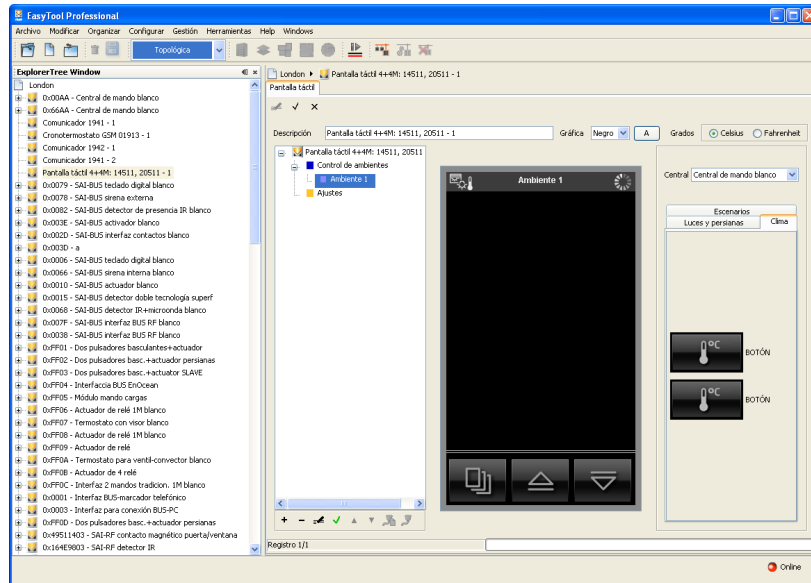 EasyTool Professional
Archivo Modificar Organizar Configurar Gestión Herramientas Help Windows
Topológica
ExplorerTree Window
London
0x00AA - Central de mando blanco
0x66AA - Central de mando blanco
Comunicador 1941 - 1
Cronotermostato GSM 01913 - 1
Comunicador 1942 - 1
Comunicador 1941 - 2
Pantalla táctil 4+4M: 14511, 20511 - 1
0x0079 - SAI-BUS teclado digital blanco
0x0078 - SAI-BUS sirena externa
0x0082 - SAI-BUS detector de presencia IR blanco
0x003E - SAI-BUS activador blanco
0x002D - SAI-BUS interfaz contactos blanco
0x003D - a
0x0006 - SAI-BUS teclado digital blanco
0x0066 - SAI-BUS sirena interna blanco
0x0010 - SAI-BUS actuador blanco
0x0015 - SAI-BUS detector doble tecnología superf
0x0068 - SAI-BUS detector IR+microonda blanco
0x007F - SAI-BUS interfaz BUS RF blanco
0x0038 - SAI-BUS interfaz BUS RF blanco
0xFF01 - Dos pulsadores basculantes+actuador
0xFF02 - Dos pulsadores basc.+actuador persianas
0xFF03 - Dos pulsadores basc.+actuator SLAVE
0xFF04 - Interfaccia BUS EnOcean
0xFF05 - Módulo mando cargas
0xFF06 - Actuador de relé 1M blanco
0xFF07 - Termostato con visor blanco
0xFF08 - Actuador de relé 1M blanco
0xFF09 - Actuador de relé
0xFF0A - Termostato para ventil-convector blanco
0xFF0B - Actuador de 4 relé
0xFF0C - Interfaz 2 mandos tradicion. 1M blanco
0x0001 - Interfaz BUS-marcador telefónico
0x0003 - Interfaz para conexión BUS-PC
0xFF0D - Dos pulsadores basc.+actuador persianas
0x49511403 - SAI-RF contacto magnético puerta/ventana
0x164E9803 - SAI-RF detector IR
London Pantalla táctil 4+4M: 14511, 20511 - 1
Pantalla táctil
Descripción Pantalla táctil 4+4M: 14511, 20511 - 1 Gráfica Negro A Grados Celsius Fahrenheit
Pantalla táctil 4+4M: 14511, 20511
Control de ambientes
Ambiente 1
Ajustes
Ambiente 1
Central Central de mando blanco
Escenarios
Luces y persianas Clima
°C BOTÓN
°C BOTÓN
Registro 1/1
Online